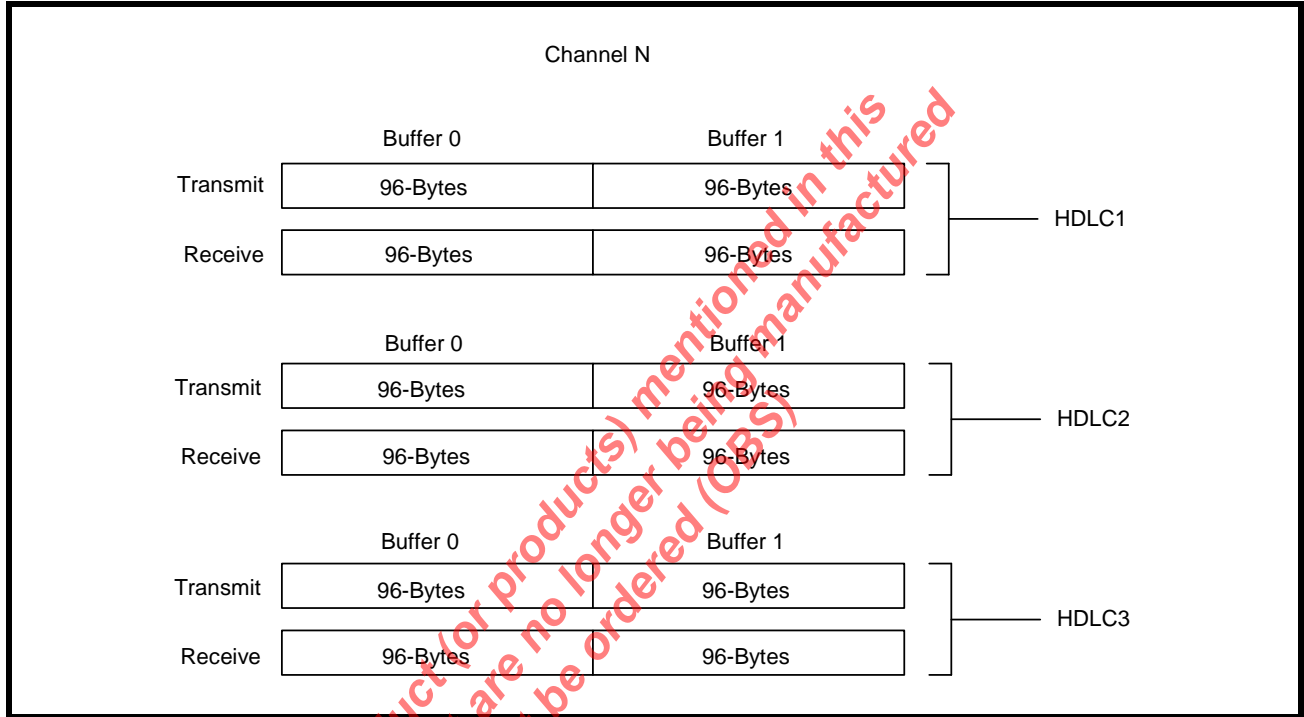 Channel N
Buffer 0 Buffer 1
Transmit 96-Bytes 96-Bytes
HDLC1
Receive 96-Bytes 96-Bytes
Buffer 0 Buffer 1
Transmit 96-Bytes 96-Bytes
HDLC2
Receive 96-Bytes 96-Bytes
Buffer 0 Buffer 1
Transmit 96-Bytes 96-Bytes
HDLC3
Receive 96-Bytes 96-Bytes
(or products) mentioned in this
are no longer being manufactured
be ordered (OBS)